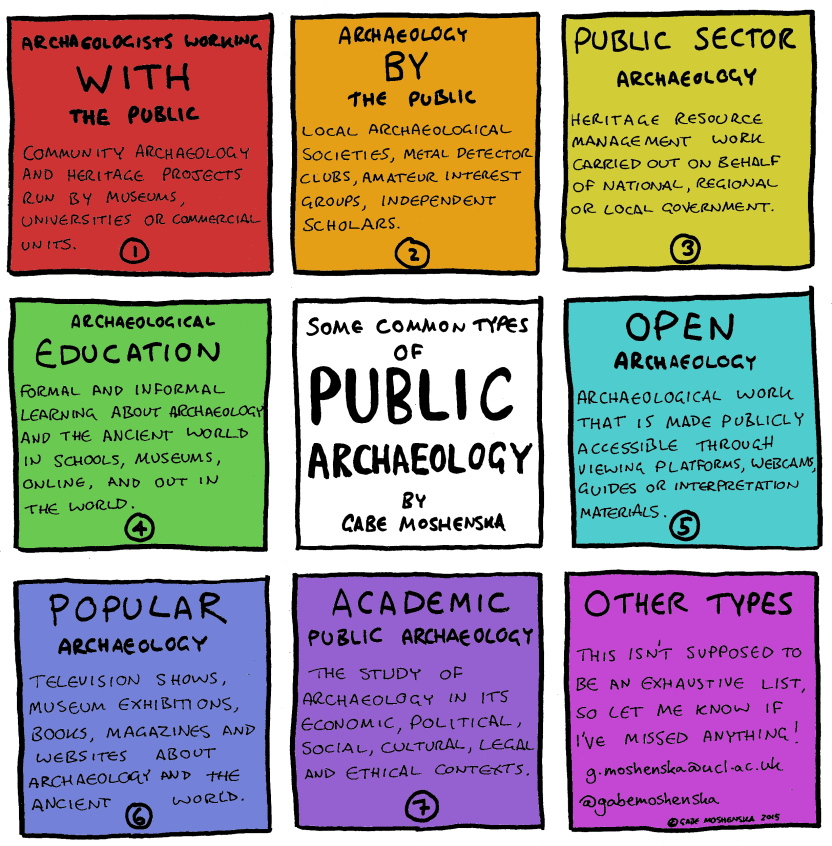 ARCHAEOLOGISTS WORKING
WITH
THE PUBLIC
COMMUNITY ARCHAEOLOGY
AND HERITAGE PROJECTS
RUN BY MUSEUMS,
UNIVERSITIES OR COMMERCIAL
UNITS.
1
ARCHAEOLOGY
BY
THE PUBLIC
LOCAL ARCHAEOLOGICAL
SOCIETIES, METAL DETECTOR
CLUBS, AMATEUR INTEREST
GROUPS, INDEPENDENT
SCHOLARS.
2
PUBLIC SECTOR
ARCHAEOLOGY
HERITAGE RESOURCE
MANAGEMENT WORK
CARRIED OUT ON BEHALF
OF NATIONAL, REGIONAL
OR LOCAL GOVERNMENT.
3
ARCHAEOLOGICAL
EDUCATION
FORMAL AND INFORMAL
LEARNING ABOUT ARCHAEOLOGY
AND THE ANCIENT WORLD
IN SCHOOLS, MUSEUMS,
ONLINE, AND OUT IN
THE WORLD.
4
SOME COMMON TYPES
OF
PUBLIC
ARCHAEOLOGY
BY
GABE MOSHENSKA
OPEN
ARCHAEOLOGY
ARCHAEOLOGICAL WORK
THAT IS MADE PUBLICLY
ACCESSIBLE THROUGH
VIEWING PLATFORMS, WEBCAMS,
GUIDES OR INTERPRETATION
MATERIALS.
5
POPULAR
ARCHAEOLOGY
TELEVISION SHOWS,
MUSEUM EXHIBITIONS,
BOOKS, MAGAZINES AND
WEBSITES ABOUT
ARCHAEOLOGY AND THE
ANCIENT WORLD.
6
ACADEMIC
PUBLIC ARCHAEOLOGY
THE STUDY OF
ARCHAEOLOGY IN ITS
ECONOMIC, POLITICAL,
SOCIAL, CULTURAL, LEGAL
AND ETHICAL CONTEXTS.
7
OTHER TYPES
THIS ISN'T SUPPOSED TO
BE AN EXHAUSTIVE LIST,
SO LET ME KNOW IF
I'VE MISSED ANYTHING!
g.moshenska@ucl.ac.uk
@gabemoshenska
© GABE MOSHENSKA 2015